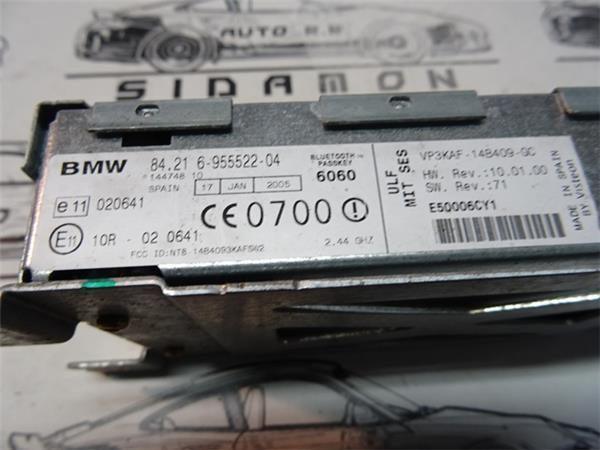 AUTO R.R
SIDAMON
BMW 84.21 6-955522-04
144748 10
SPAIN 17 JAN 2005
BLUETOOTH
PASSKEY
6060
e11 020641
CE0700
E11 10R - 02 0641
2.44 GHZ
FCC ID:NT8-14B4093KAFSW2
ULF
MIT SES
VP3KAF-14B409-GC
HW. Rev.:10.01.00
SW. Rev.:71
E50006CY1
MADE IN SPAIN
BY Visteon